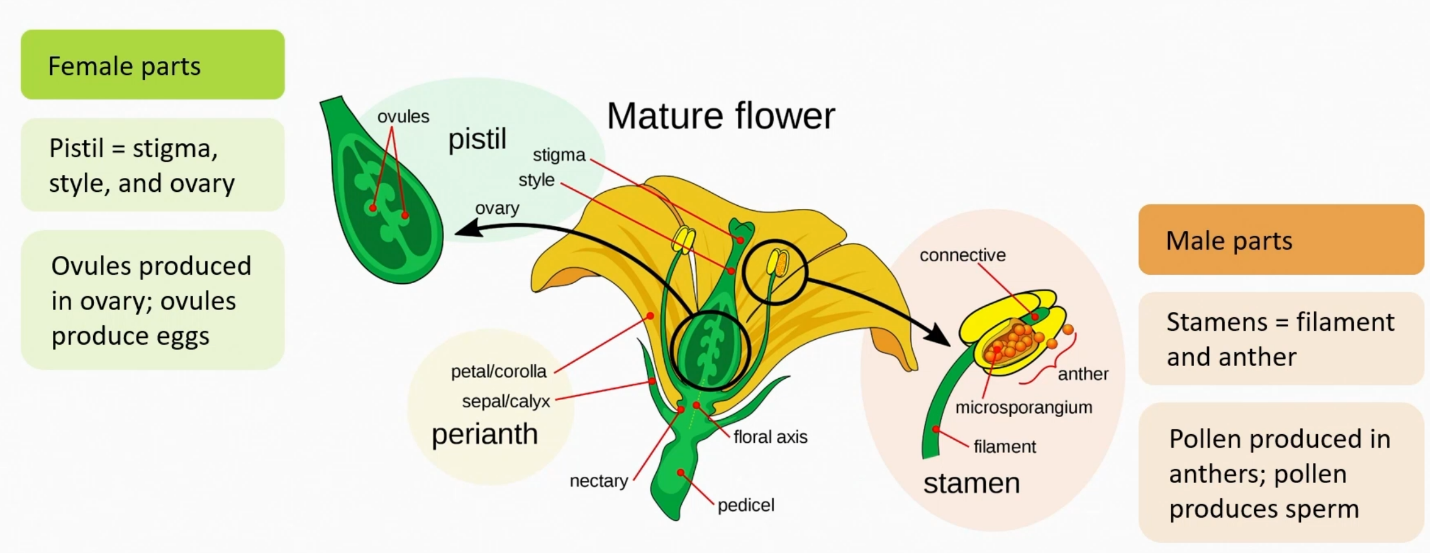 Female parts
Pistil = stigma,
style, and ovary
Ovules produced
in ovary; ovules
produce eggs
Mature flower
ovules
pistil
stigma
style
ovary
petal/corolla
sepal/calyx
perianth
nectary
floral axis
pedicel
connective
anther
microsporangium
filament
stamen
Male parts
Stamens = filament
and anther
Pollen produced in
anthers; pollen
produces sperm